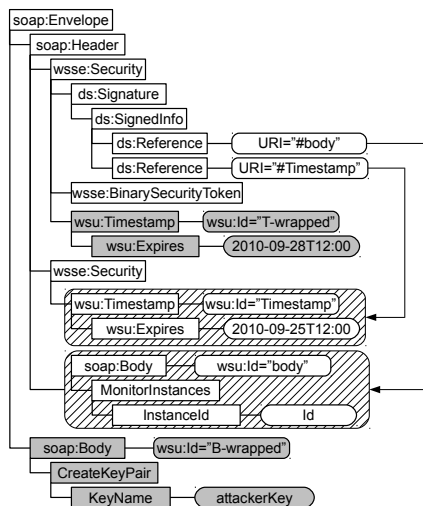 soap:Envelope
soap:Header
wsse:Security
ds:Signature
ds:SignedInfo
ds:Reference URI="#body"
ds:Reference URI="#Timestamp"
wsse:BinarySecurityToken
wsu:Timestamp wsu:Id="T-wrapped"
wsu:Expires 2010-09-28T12:00
wsse:Security
wsu:Timestamp wsu:Id="Timestamp"
wsu:Expires 2010-09-25T12:00
soap:Body wsu:Id="body"
MonitorInstances
InstanceId Id
soap:Body wsu:Id="B-wrapped"
CreateKeyPair
KeyName attackerKey